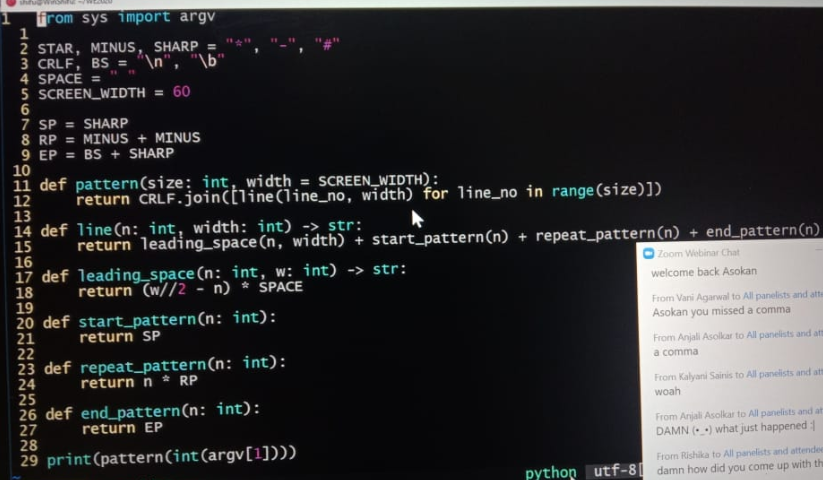 1 from sys import argv
1
2 STAR, MINUS, SHARP = "*", "-", "#"
3 CRLF, BS = "\n", "\b"
4 SPACE = " "
5 SCREEN_WIDTH = 60
6
7 SP = SHARP
8 RP = MINUS + MINUS
9 EP = BS + SHARP
10
11 def pattern(size: int, width = SCREEN_WIDTH):
12     return CRLF.join([line(line_no, width) for line_no in range(size)])
13
14 def line(n: int, width: int) -> str:
15     return leading_space(n, width) + start_pattern(n) + repeat_pattern(n) + end_pattern(n)
16
17 def leading_space(n: int, w: int) -> str:
18     return (w//2 - n) * SPACE
19
20 def start_pattern(n: int):
21     return SP
22
23 def repeat_pattern(n: int):
24     return n * RP
25
26 def end_pattern(n: int):
27     return EP
28
29 print(pattern(int(argv[1])))
~
python utf-8[
Zoom Webinar Chat
welcome back Asokan
From Vani Agarwal to All panelists and
Asokan you missed a comma
From Anjali Asolkar to All panelists and
a comma
From Kalyani Sainis to All panelists and
woah
From Anjali Asolkar to All panelists and
DAMN (•_•) what just happened :|
From Rishika to All panelists and
damn how did you come up with